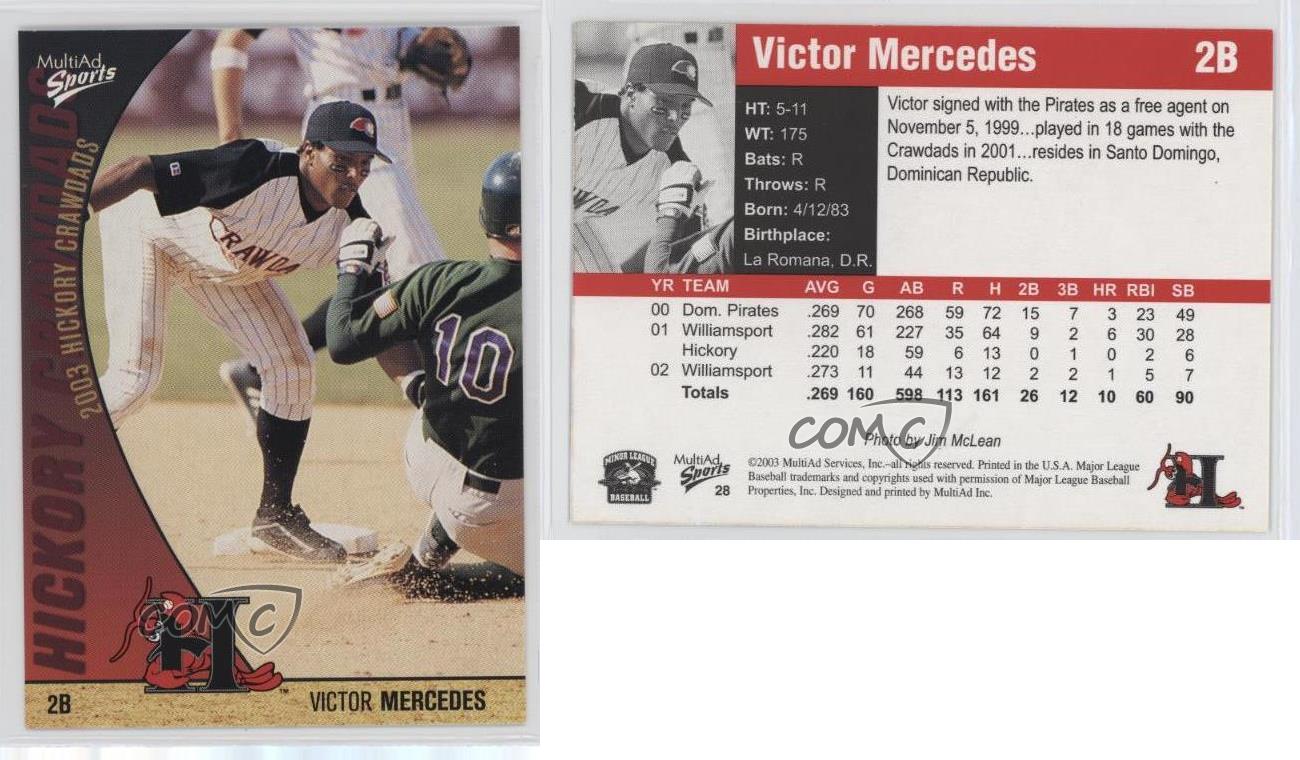 MultiAd
Sports
HICKORY CRAWDADS
2003 HICKORY CRAWDADS
CRAWDA
10
COMC
H
™
2B
VICTOR MERCEDES
Victor Mercedes 2B
HT: 5-11
WT: 175
Bats: R
Throws: R
Born: 4/12/83
Birthplace:
La Romana, D.R.
Victor signed with the Pirates as a free agent on
November 5, 1999...played in 18 games with the
Crawdads in 2001...resides in Santo Domingo,
Dominican Republic.
RAWDA
YR TEAM AVG G AB R H 2B 3B HR RBI SB
00 Dom. Pirates .269 70 268 59 72 15 7 3 23 49
01 Williamsport .282 61 227 35 64 9 2 6 30 28
Hickory .220 18 59 6 13 0 1 0 2 6
02 Williamsport .273 11 44 13 12 2 2 1 5 7
Totals .269 160 598 113 161 26 12 10 60 90
COMC
Photo by Jim McLean
MINOR LEAGUE
BASEBALL
MultiAd
Sports
28
©2003 MultiAd Services, Inc.–all rights reserved. Printed in the U.S.A. Major League
Baseball trademarks and copyrights used with permission of Major League Baseball
Properties, Inc. Designed and printed by MultiAd Inc.
H
™